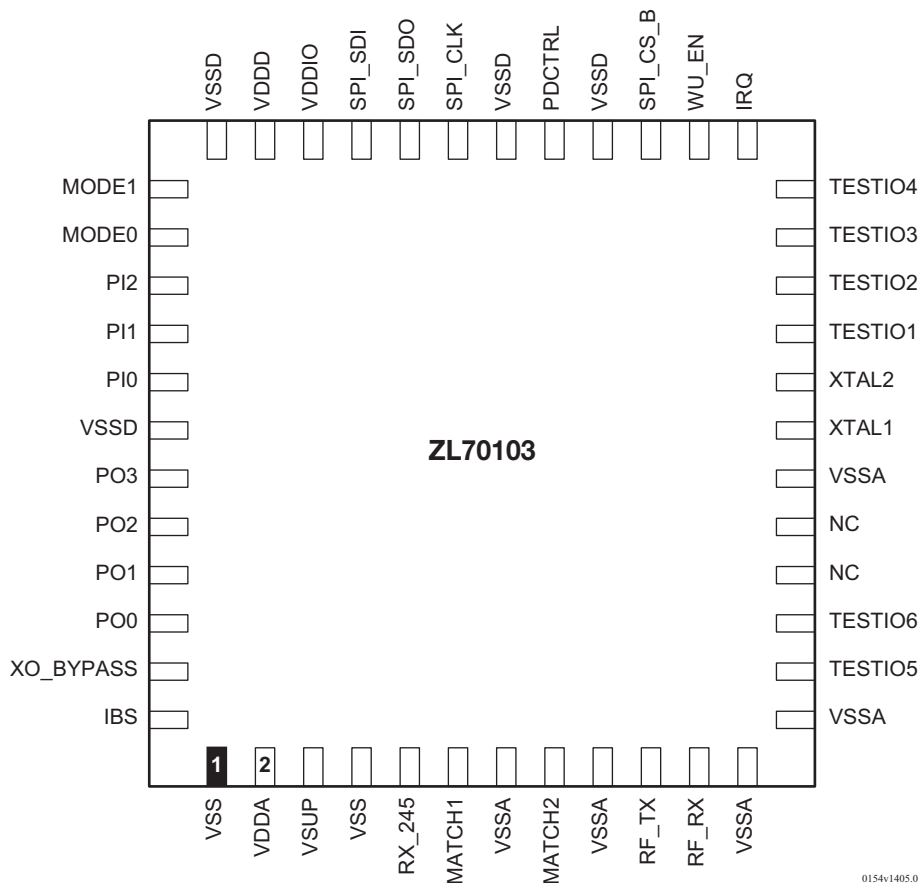 VSSD
VDDD
VDDIO
SPI_SDI
SPI_SDO
SPI_CLK
VSSD
PDCTRL
VSSD
SPI_CS_B
WU_EN
IRQ
MODE1
MODE0
PI2
PI1
PI0
VSSD
PO3
PO2
PO1
PO0
XO_BYPASS
IBS
ZL70103
TESTIO4
TESTIO3
TESTIO2
TESTIO1
XTAL2
XTAL1
VSSA
NC
NC
TESTIO6
TESTIO5
VSSA
1
2
VSS
VDDA
VSUP
VSS
RX_245
MATCH1
VSSA
MATCH2
VSSA
RF_TX
RF_RX
VSSA
0154v1405.0